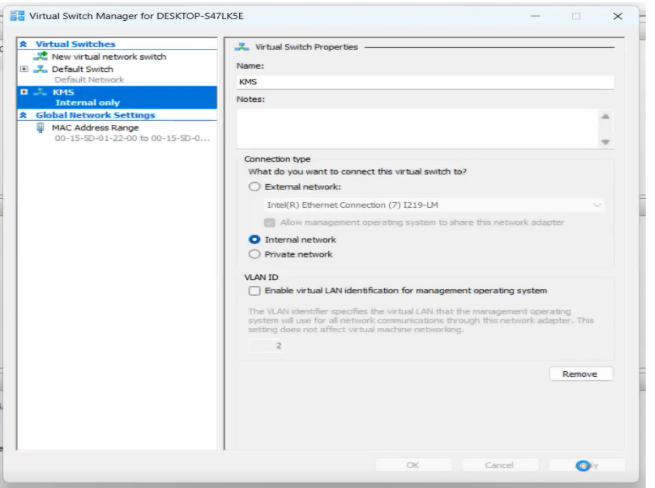 Virtual Switch Manager for DESKTOP-S47LK5E
Virtual Switches
New virtual network switch
Default Switch
Default Network
KMS
Internal only
Global Network Settings
MAC Address Range
00-15-5D-01-22-00 to 00-15-5D-0...
Virtual Switch Properties
Name:
KMS
Notes:
Connection type
What do you want to connect this virtual switch to?
External network:
Intel(R) Ethernet Connection (7) I219-LM
Allow management operating system to share this network adapter
Internal network
Private network
VLAN ID
Enable virtual LAN identification for management operating system
The VLAN identifier specifies the virtual LAN that the management operating
system will use for all network communications through this network adapter. This
setting does not affect virtual machine networking.
2
Remove
OK
Cancel